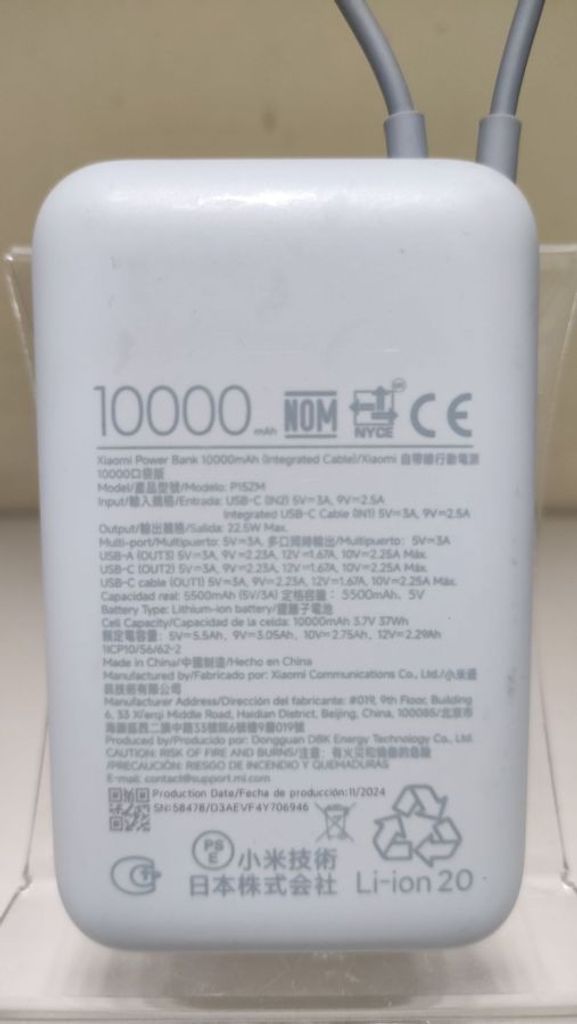 10000 mAh NOM NYCE CE
Xiaomi Power Bank 10000mAh (Integrated Cable)/Xiaomi 自帶線行動電源
10000口袋版
Model/產品型號/Modelo: P15ZM
Input/輸入規格/Entrada: USB-C (IN2) 5V⎓3A, 9V⎓2.5A
Integrated USB-C Cable (IN1) 5V⎓3A, 9V⎓2.5A
Output/輸出規格/Salida: 22.5W Max.
Multi-port/Multipuerto: 5V⎓3A, 多口同時輸出/Multipuerto: 5V⎓3A
USB-A (OUT3) 5V⎓3A, 9V⎓2.23A, 12V⎓1.67A, 10V⎓2.25A Máx.
USB-C (OUT2) 5V⎓3A, 9V⎓2.23A, 12V⎓1.67A, 10V⎓2.25A Máx.
USB-C cable (OUT1) 5V⎓3A, 9V⎓2.23A, 12V⎓1.67A, 10V⎓2.25A Máx.
Capacidad real: 5500mAh (5V/3A) 定格容量: 5500mAh, 5V
Battery Type: Lithium-ion battery/鋰離子電池
Cell Capacity/Capacidad de la celda: 10000mAh 3.7V 37Wh
額定電容量: 5V⎓5.5Ah, 9V⎓3.05Ah, 10V⎓2.75Ah, 12V⎓2.29Ah
1ICP10/56/62-2
Made in China/中國製造/Hecho en China
Manufactured by/Fabricado por: Xiaomi Communications Co., Ltd./小米通
訊技術有限公司
Manufacturer Address/Dirección del fabricante: #019, 9th Floor, Building
6, 33 Xi'erqi Middle Road, Haidian District, Beijing, China, 100085/北京市
海淀區西二旗中路33號院6號樓9層019號
Produced by/Producido por: Dongguan DBK Energy Technology Co., Ltd.
CAUTION: RISK OF FIRE AND BURNS/注意: 有火災和燒傷的危險
/PRECAUCIÓN: RIESGO DE INCENDIO Y QUEMADURAS
E-mail: contact@support.mi.com
Production Date/Fecha de producción:11/2024
SN:58478/D3AEVF4Y706946
PS E 小米技術
日本株式会社 Li-ion 20